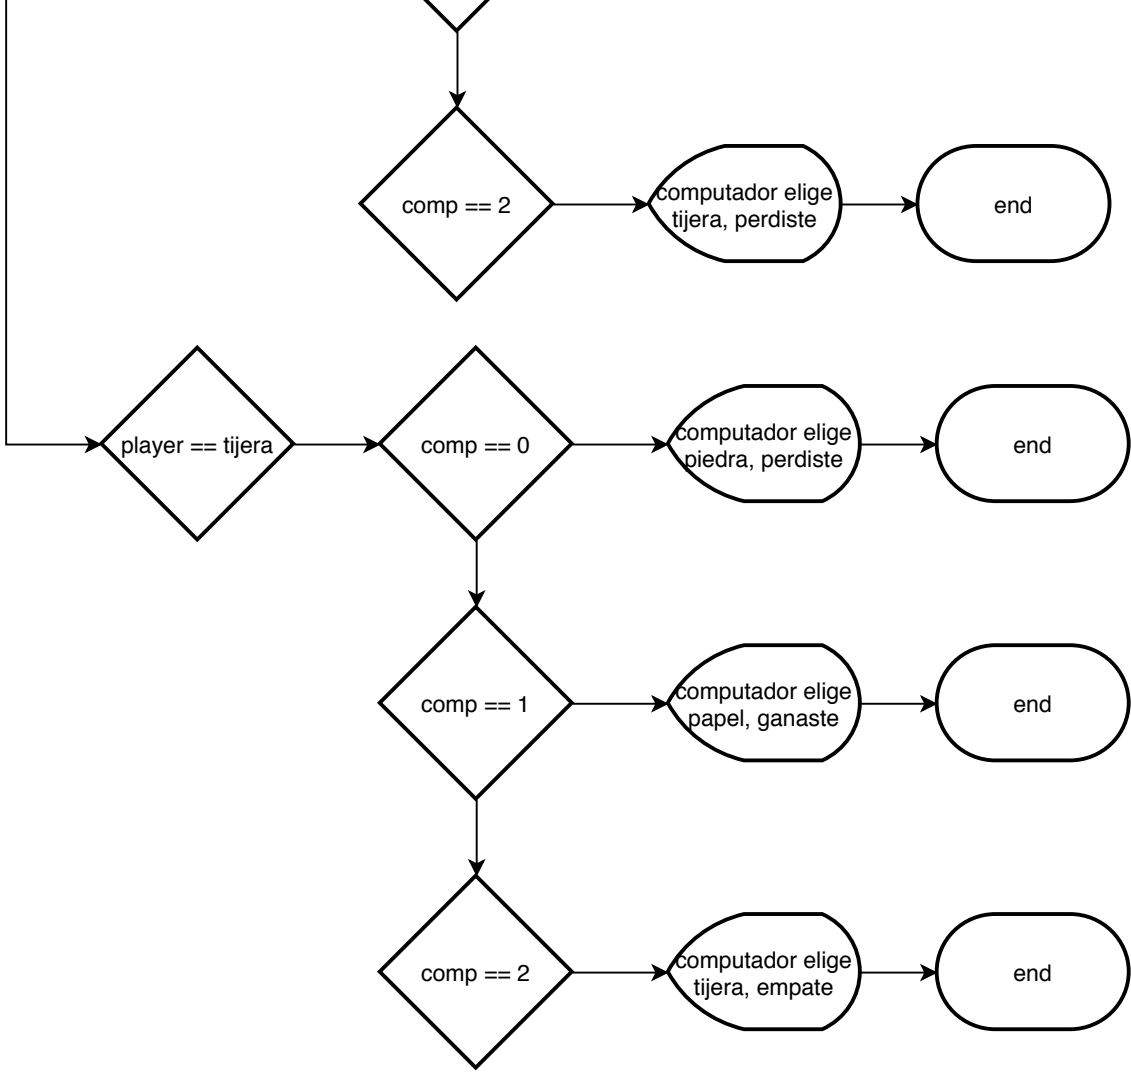 comp == 2
computador elige
tijera, perdiste
end
player == tijera
comp == 0
computador elige
piedra, perdiste
end
comp == 1
computador elige
papel, ganaste
end
comp == 2
computador elige
tijera, empate
end